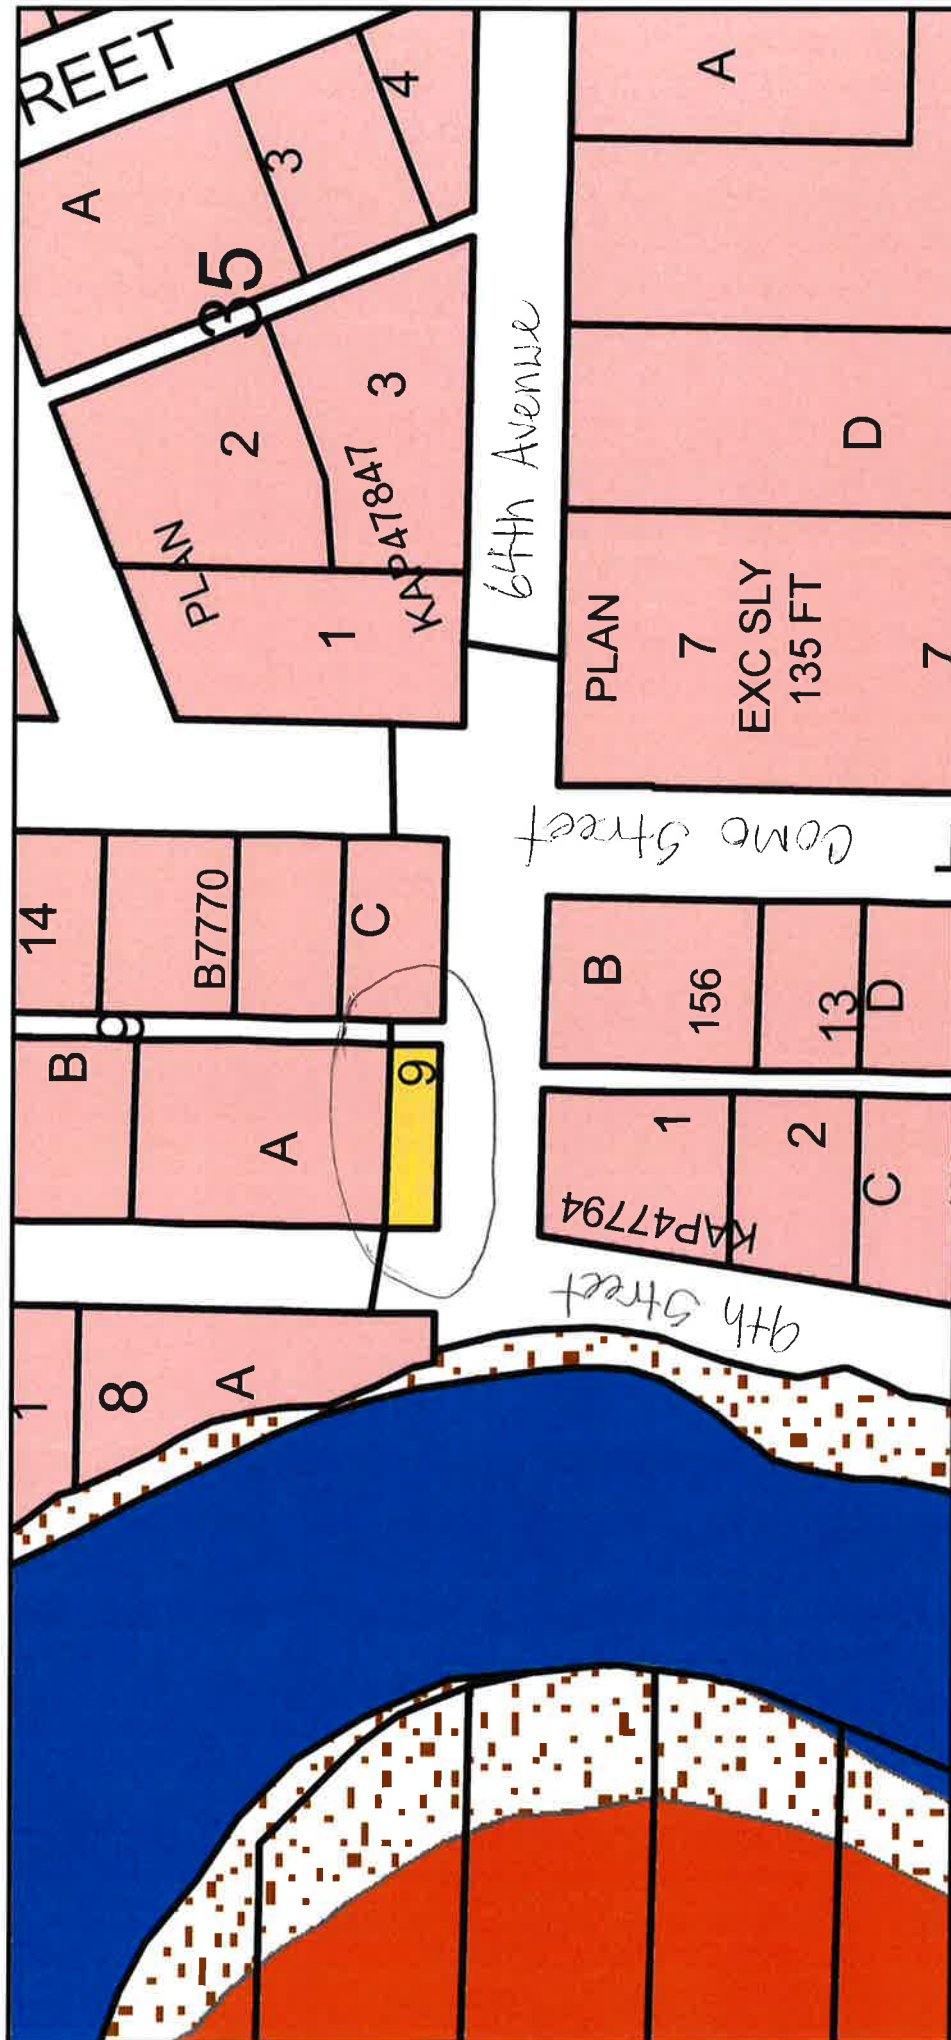 REET
A
3
4
35
A
2
3
PLAN
KAP47847
1
64th Avenue
A
D
PLAN
7
EXC SLY
135 FT
7
Como Street
14
B7770
C
9
B
A
9
B
156
13
D
1
2
KAP47794
C
9th Street
1
8
A